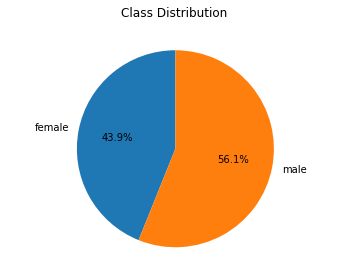 Class Distribution
female
43.9%
56.1%
male